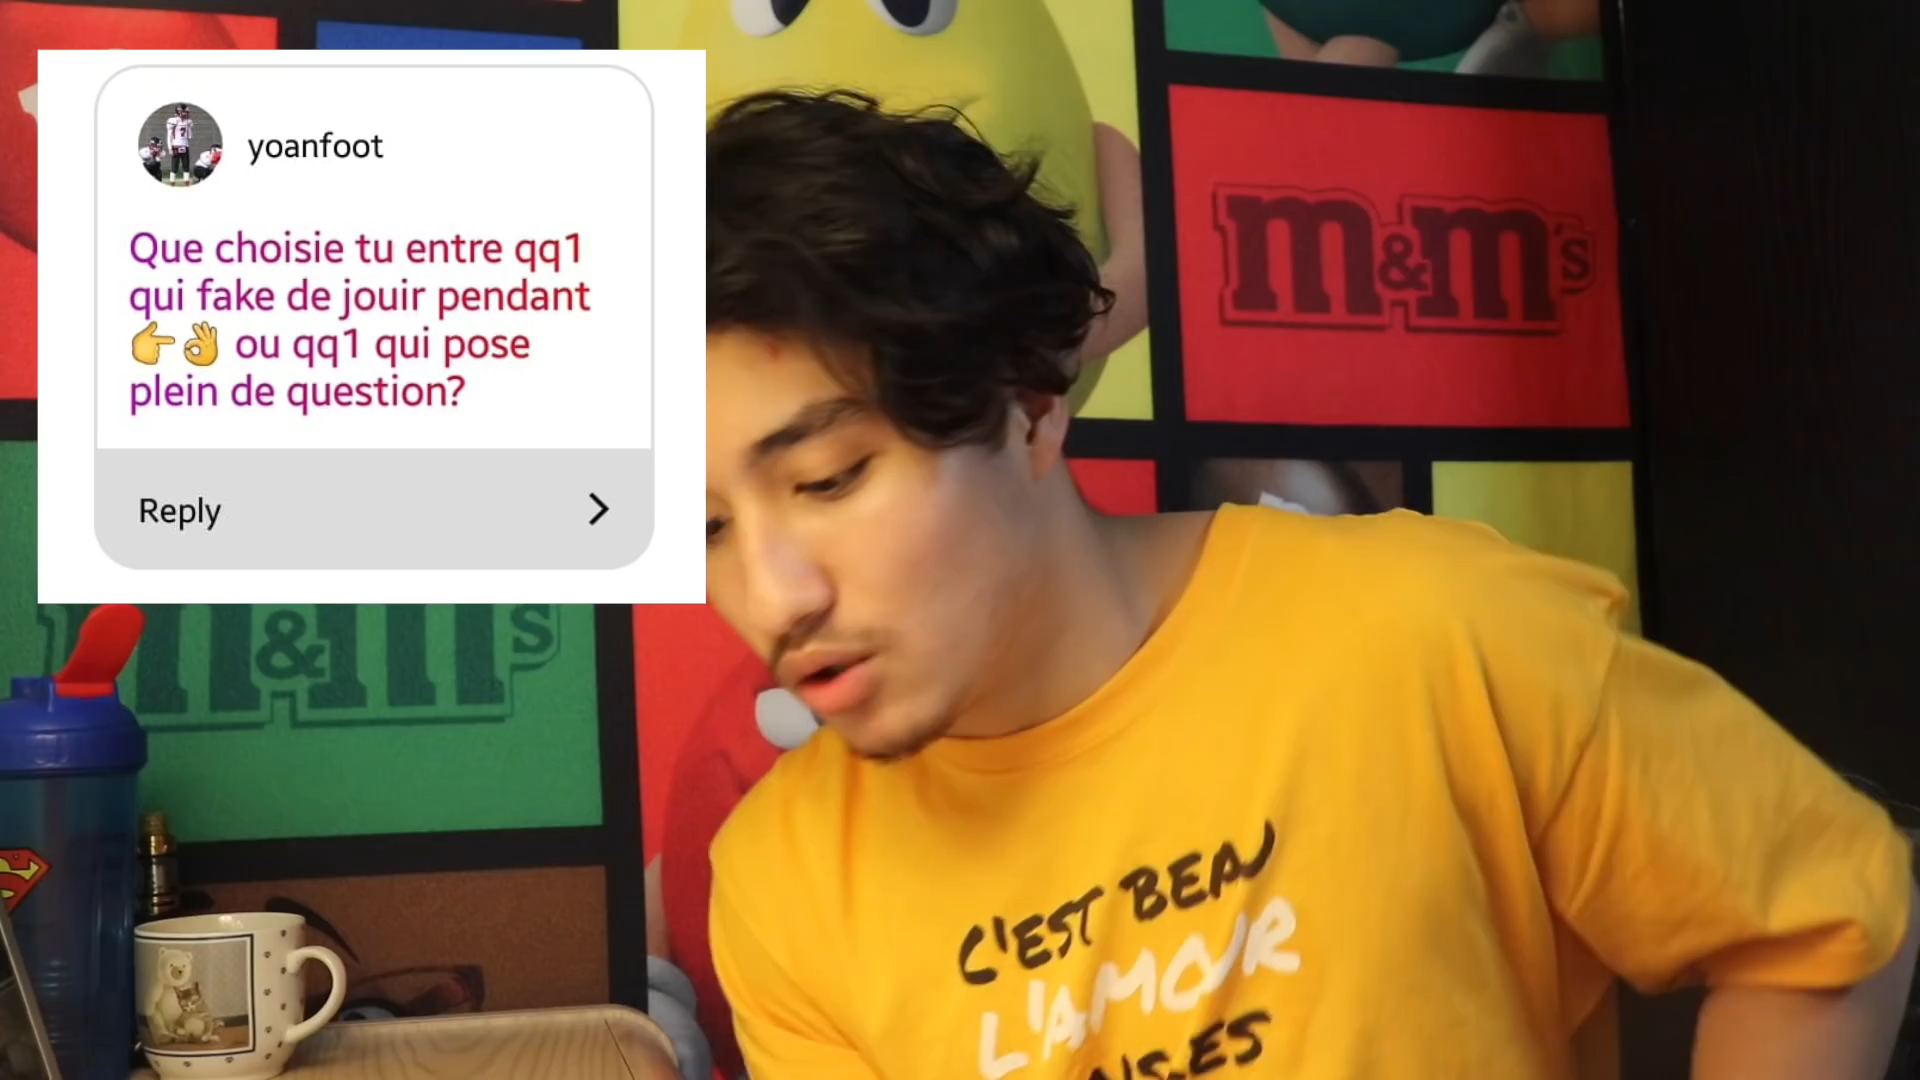 yoanfoot
Que choisie tu entre qq1
qui fake de jouir pendant
👉👌 ou qq1 qui pose
plein de question?
Reply
m&m's
m&m's
C'EST BEAU
L'AMOUR